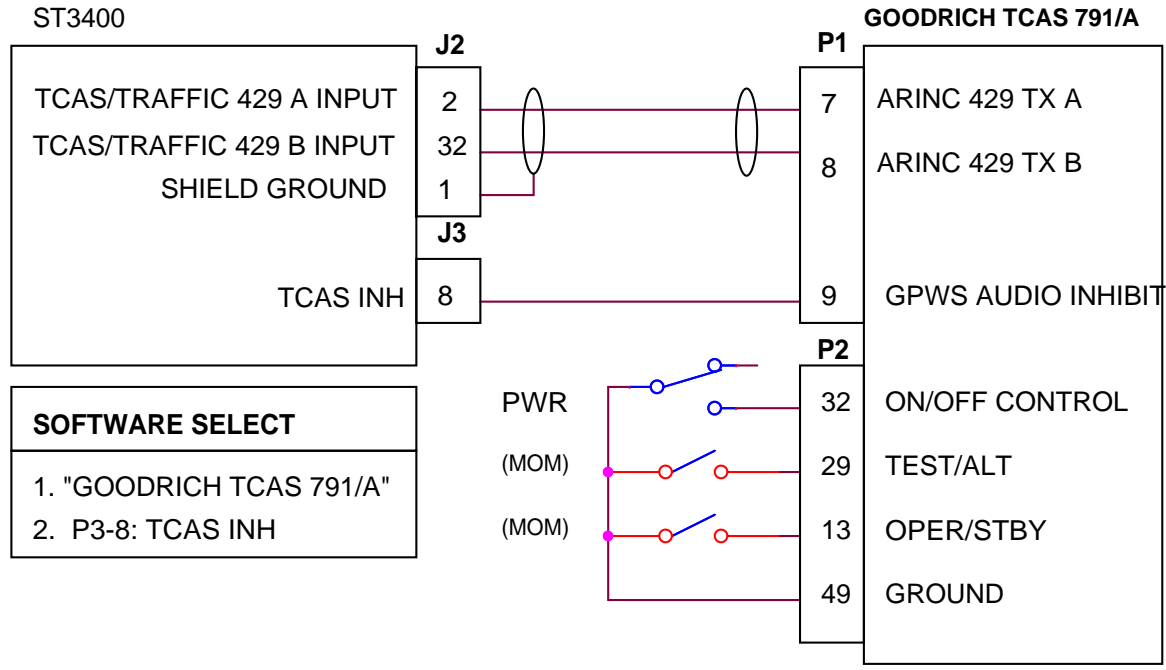 ST3400
GOODRICH TCAS 791/A
J2
P1
TCAS/TRAFFIC 429 A INPUT
2
7
ARINC 429 TX A
TCAS/TRAFFIC 429 B INPUT
32
8
ARINC 429 TX B
SHIELD GROUND
1
J3
TCAS INH
8
9
GPWS AUDIO INHIBIT
P2
PWR
32
ON/OFF CONTROL
SOFTWARE SELECT
(MOM)
29
TEST/ALT
1. "GOODRICH TCAS 791/A"
2. P3-8: TCAS INH
(MOM)
13
OPER/STBY
49
GROUND